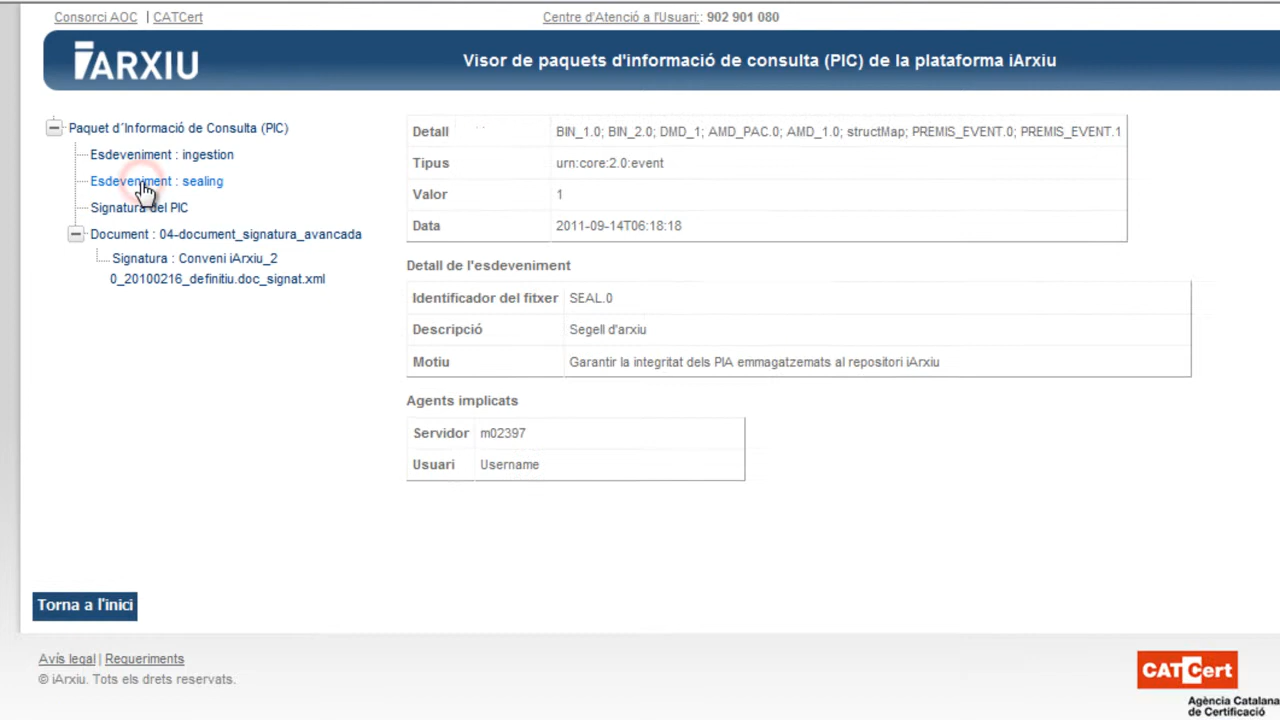 Consorci AOC | CATCert
Centre d'Atenció a l'Usuari:: 902 901 080
iARXIU
Visor de paquets d'informació de consulta (PIC) de la plataforma iArxiu
Paquet d´Informació de Consulta (PIC)
Esdeveniment : ingestion
Esdeveniment : sealing
Signatura del PIC
Document : 04-document_signatura_avancada
Signatura : Conveni iArxiu_2
0_20100216_definitiu.doc_signat.xml
Detall BIN_1.0; BIN_2.0; DMD_1; AMD_PAC.0; AMD_1.0; structMap; PREMIS_EVENT.0; PREMIS_EVENT.1
Tipus urn:core:2.0:event
Valor 1
Data 2011-09-14T06:18:18
Detall de l'esdeveniment
Identificador del fitxer SEAL.0
Descripció Segell d'arxiu
Motiu Garantir la integritat dels PIA emmagatzemats al repositori iArxiu
Agents implicats
Servidor m02397
Usuari Username
Torna a l'inici
Avís legal | Requeriments
© iArxiu. Tots els drets reservats.
CATCert
Agència Catalana
de Certificació